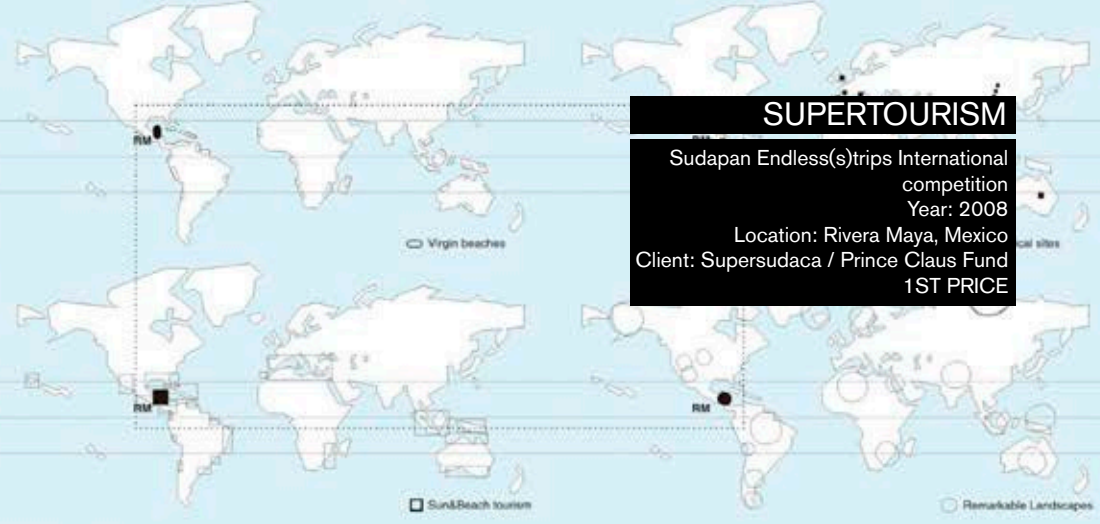 SUPERTOURISM
Sudapan Endless(s)trips International
competition
Year: 2008
Location: Rivera Maya, Mexico
Client: Supersudaca / Prince Claus Fund
1ST PRICE
RM
Virgin beaches
sites
RM
Sun&Beach tourism
RM
Remarkable Landscapes